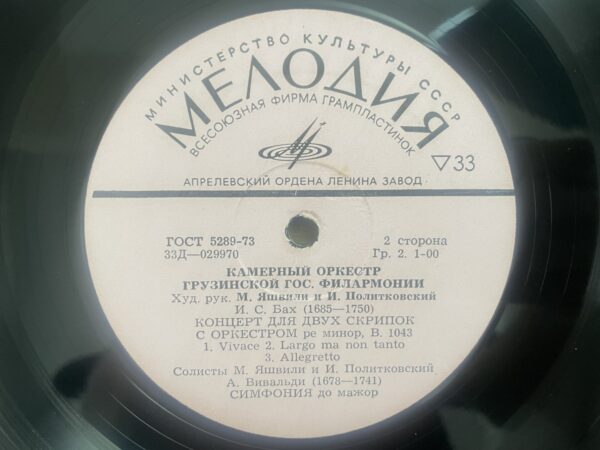 МИНИСТЕРСТВО КУЛЬТУРЫ СССР
МЕЛОДИЯ
ВСЕСОЮЗНАЯ ФИРМА ГРАМПЛАСТИНОК
▽33
АПРЕЛЕВСКИЙ ОРДЕНА ЛЕНИНА ЗАВОД
ГОСТ 5289-73 2 сторона
33Д—029970 Гр. 2. 1-00
КАМЕРНЫЙ ОРКЕСТР
ГРУЗИНСКОЙ ГОС. ФИЛАРМОНИИ
Худ. рук. М. Яшвили и И. Политковский
И. С. Бах (1685—1750)
КОНЦЕРТ ДЛЯ ДВУХ СКРИПОК
С ОРКЕСТРОМ ре минор, В. 1043
1. Vivace 2. Largo ma non tanto
3. Allegretto
Солисты М. Яшвили и И. Политковский
А. Вивальди (1678—1741)
СИМФОНИЯ до мажор